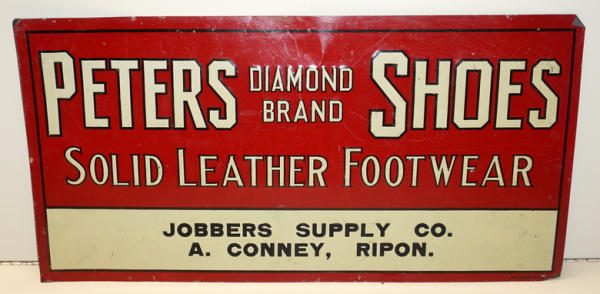 PETERS DIAMOND BRAND SHOES
SOLID LEATHER FOOTWEAR
JOBBERS SUPPLY CO.
A. CONNEY, RIPON.